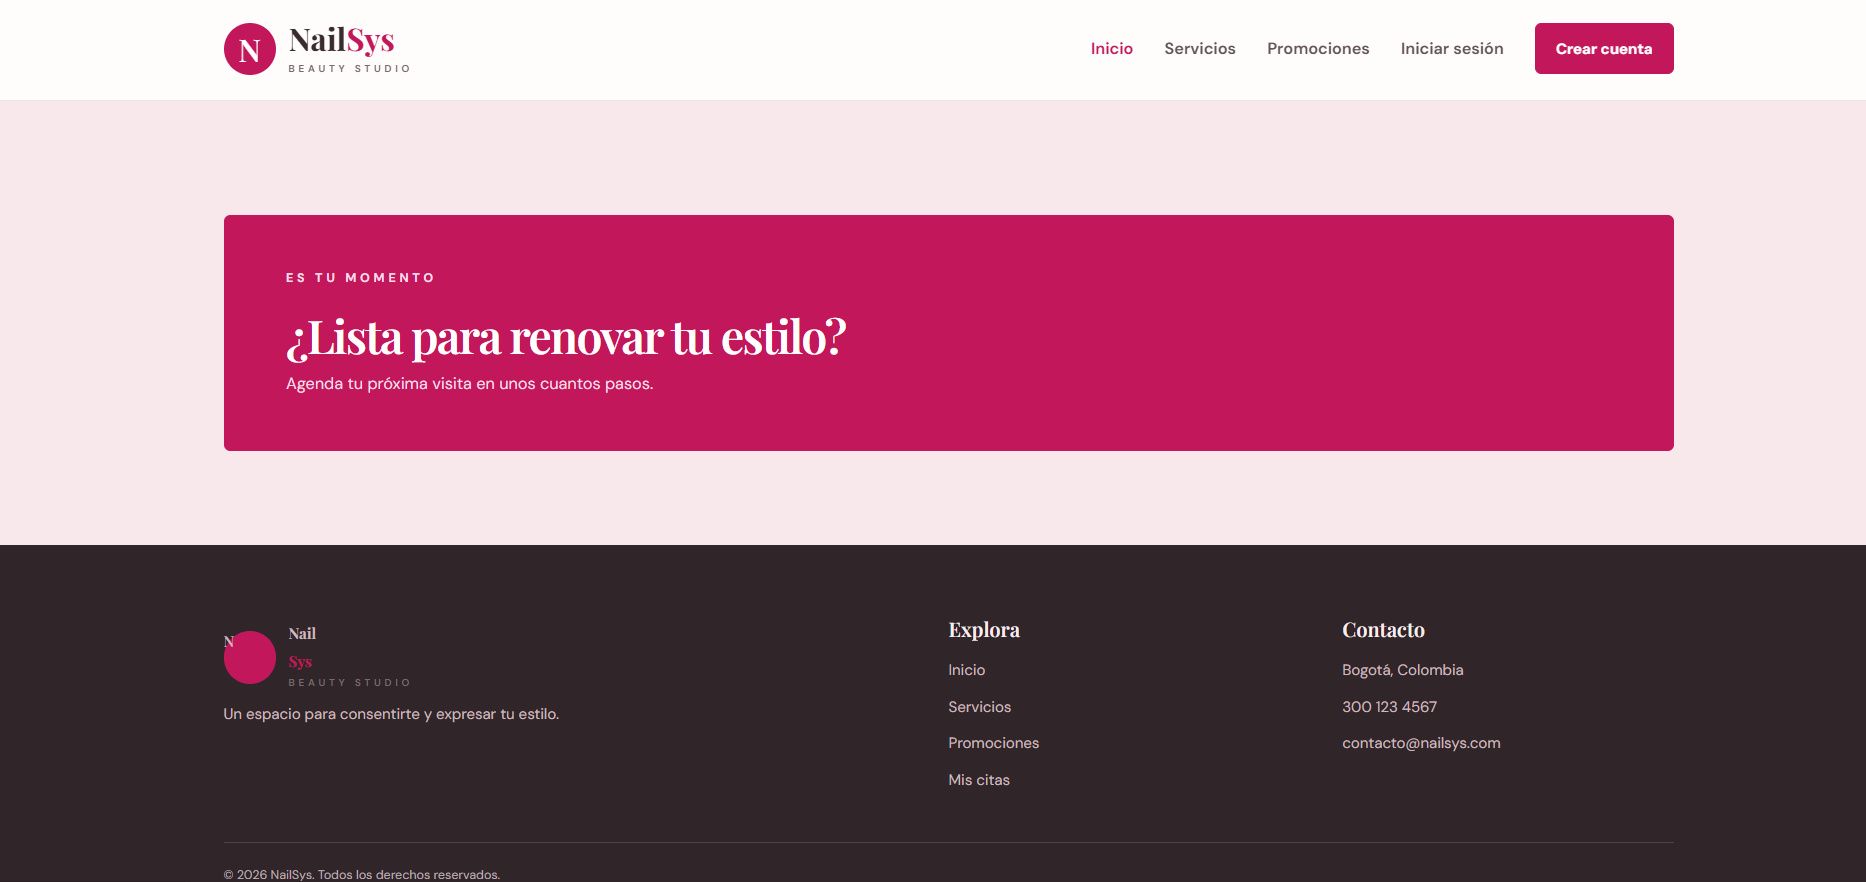 N
NailSys
BEAUTY STUDIO
Inicio
Servicios
Promociones
Iniciar sesión
Crear cuenta
ES TU MOMENTO
¿Lista para renovar tu estilo?
Agenda tu próxima visita en unos cuantos pasos.
N
Nail
Sys
BEAUTY STUDIO
Un espacio para consentirte y expresar tu estilo.
Explora
Inicio
Servicios
Promociones
Mis citas
Contacto
Bogotá, Colombia
300 123 4567
contacto@nailsys.com
© 2026 NailSys. Todos los derechos reservados.